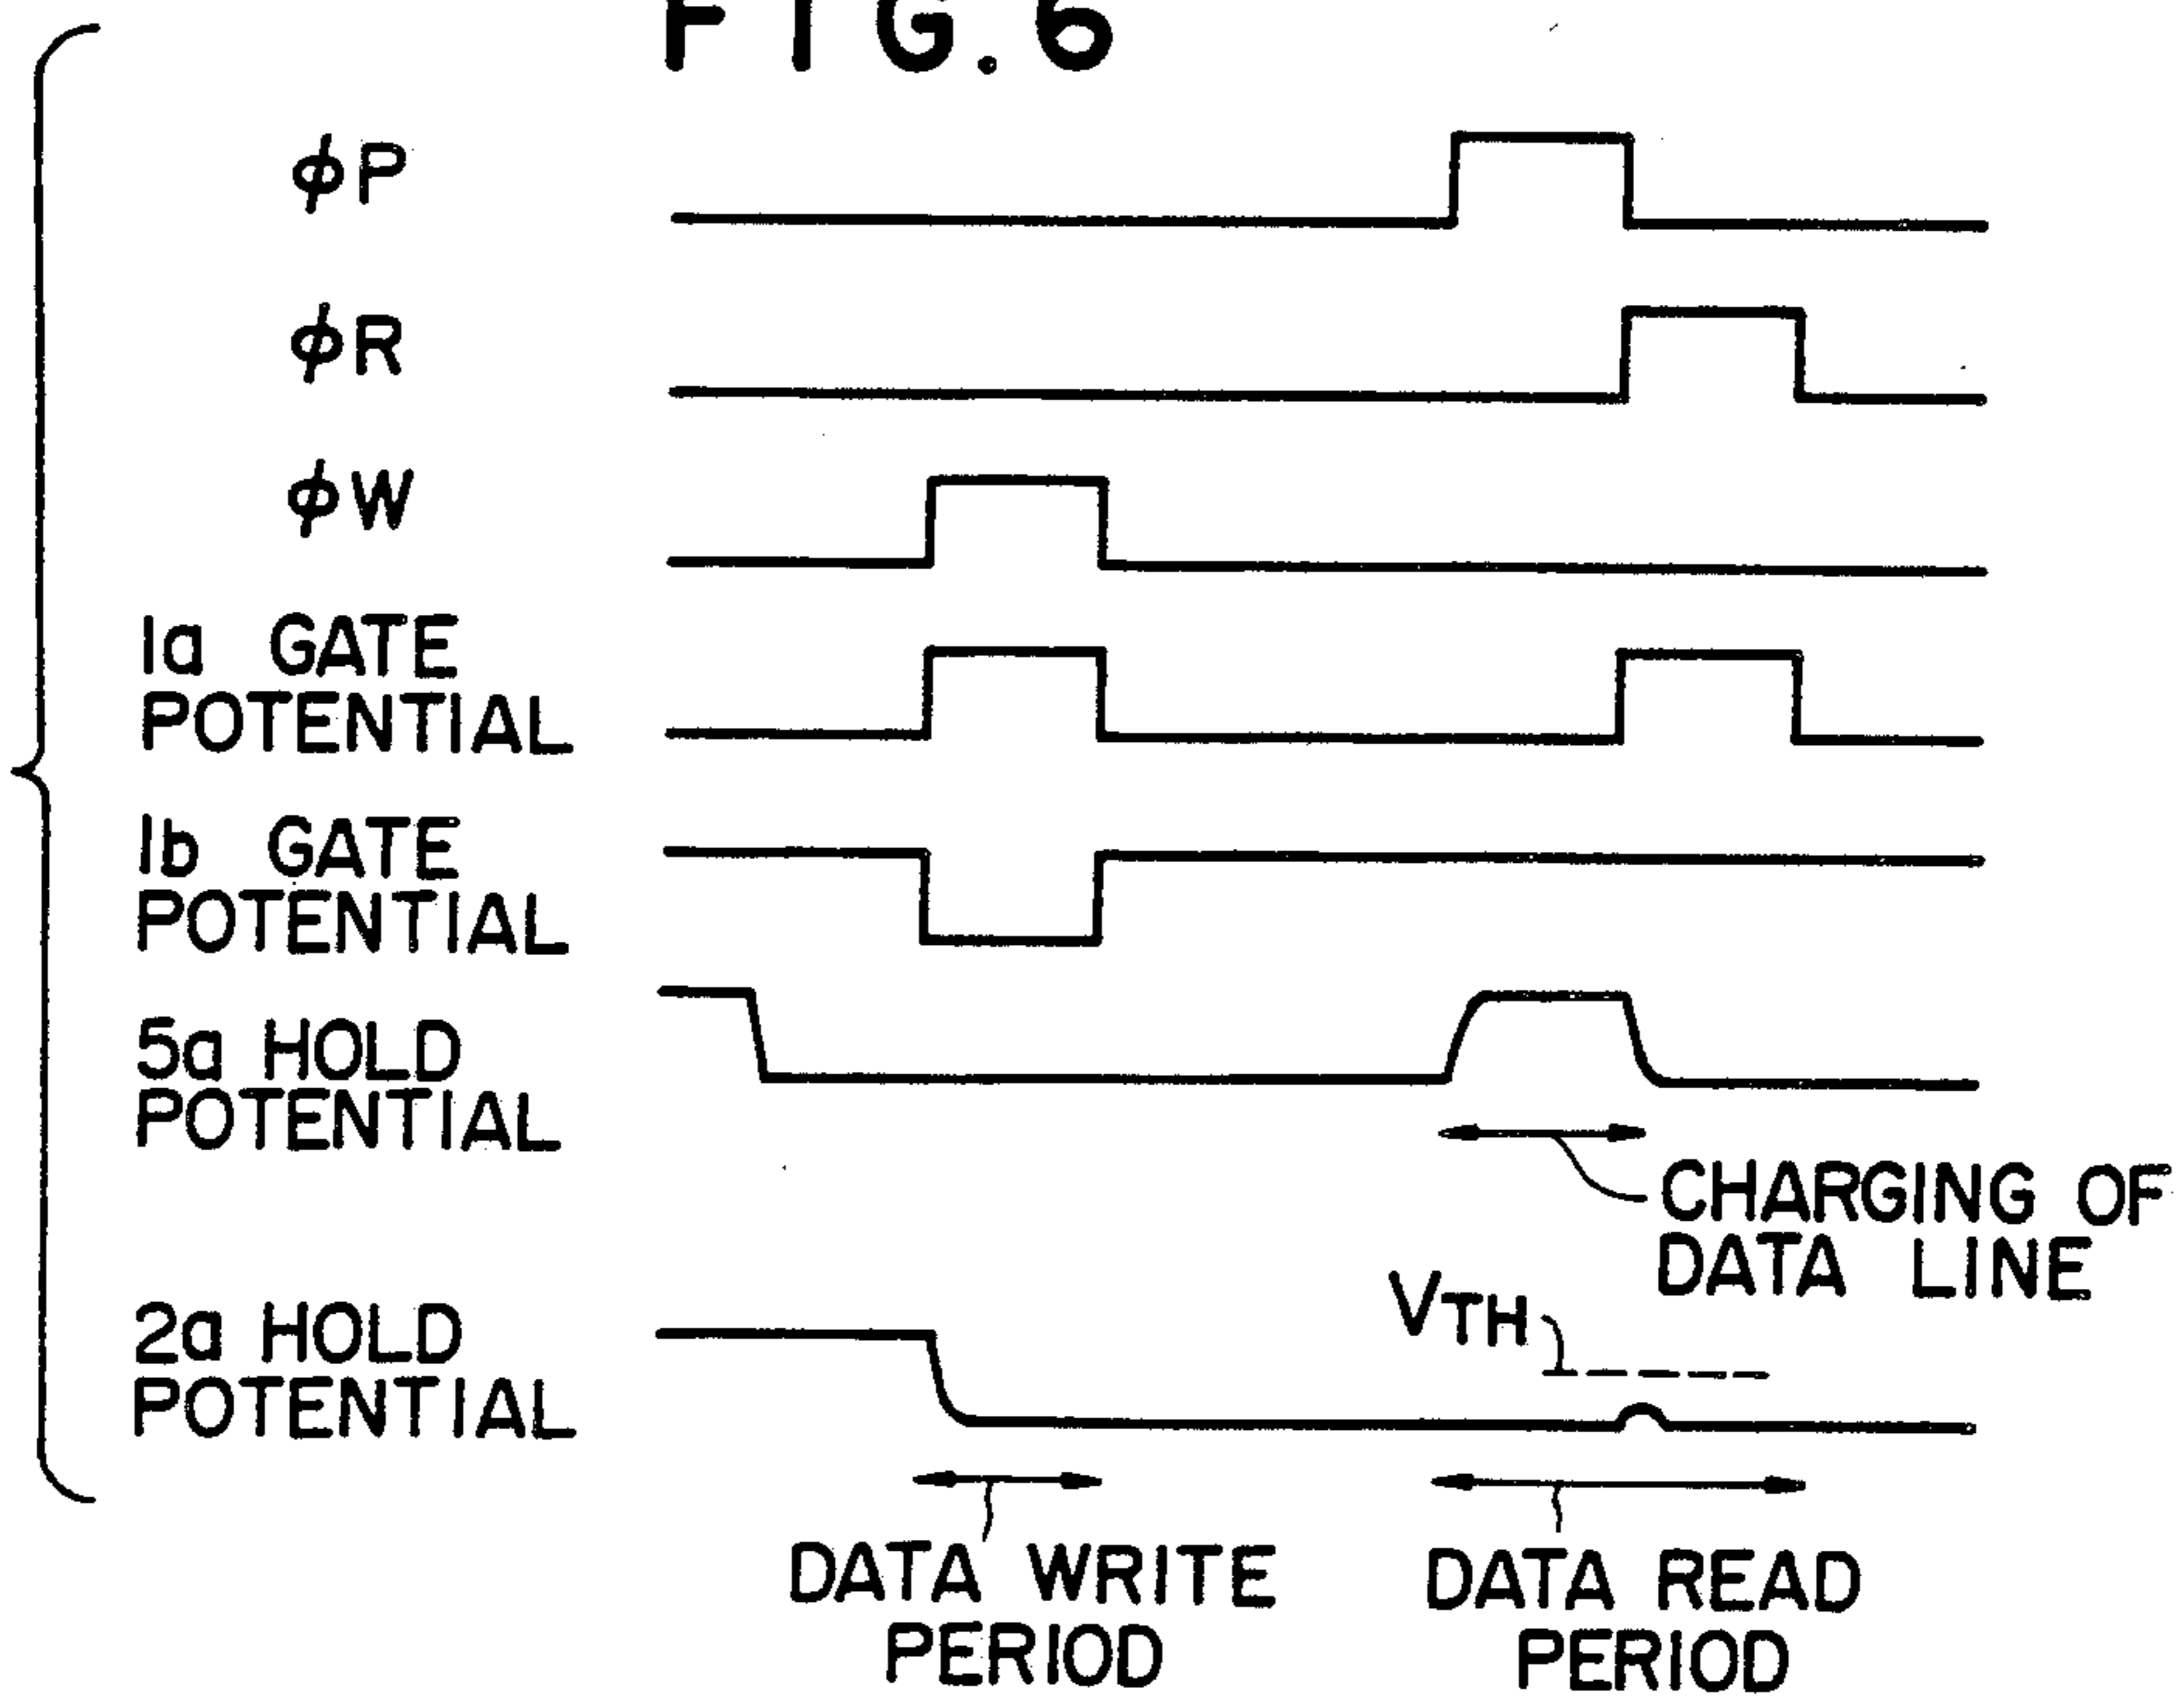 FIG.6
ϕP
ϕR
ϕW
1a GATE
POTENTIAL
1b GATE
POTENTIAL
5a HOLD
POTENTIAL
CHARGING OF
DATA LINE
VTH
2a HOLD
POTENTIAL
DATA WRITE
PERIOD
DATA READ
PERIOD